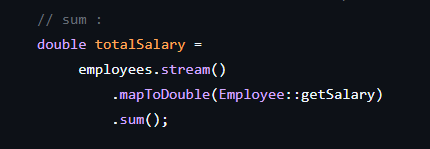 // sum :
double totalSalary =
employees.stream()
.mapToDouble(Employee::getSalary)
.sum();